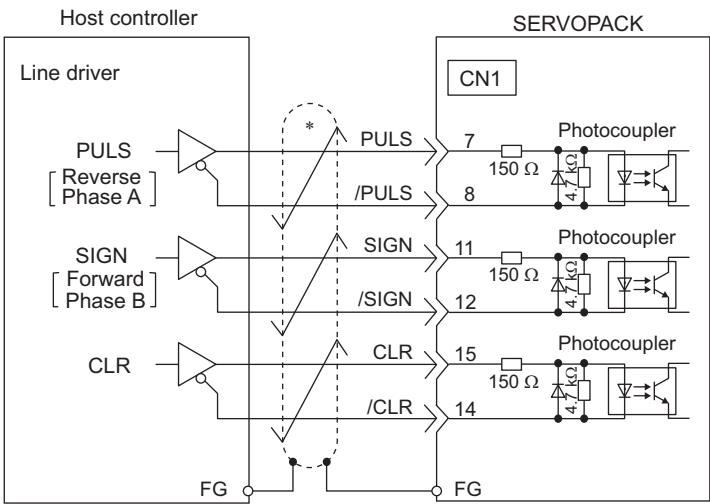 Host controller
SERVOPACK
Line driver
CN1
*
PULS
[ Reverse
Phase A ]
PULS
7
150 Ω
4.7 kΩ
Photocoupler
/PULS
8
SIGN
[ Forward
Phase B ]
SIGN
11
150 Ω
4.7 kΩ
Photocoupler
/SIGN
12
CLR
CLR
15
150 Ω
4.7 kΩ
Photocoupler
/CLR
14
FG
FG